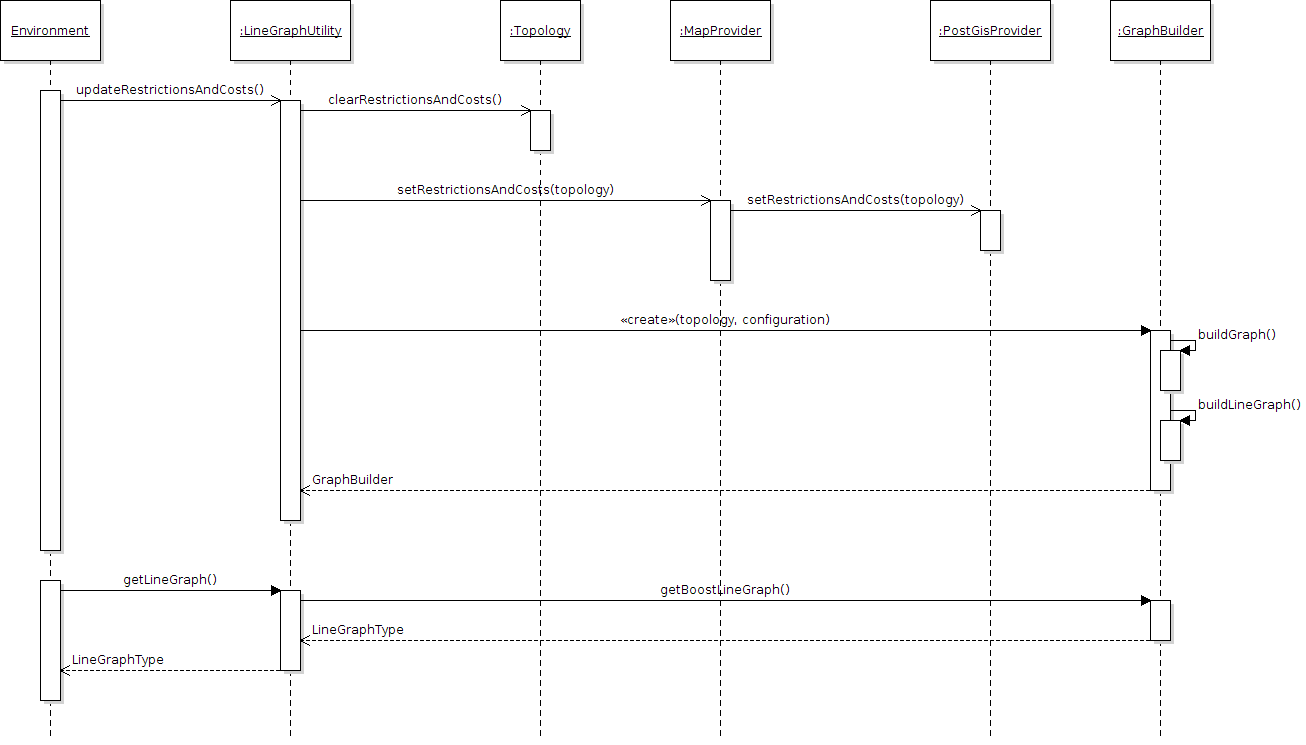 Environment
:LineGraphUtility
:Topology
:MapProvider
:PostGisProvider
:GraphBuilder
updateRestrictionsAndCosts()
clearRestrictionsAndCosts()
setRestrictionsAndCosts(topology)
setRestrictionsAndCosts(topology)
«create»(topology, configuration)
buildGraph()
buildLineGraph()
GraphBuilder
getLineGraph()
getBoostLineGraph()
LineGraphType
LineGraphType